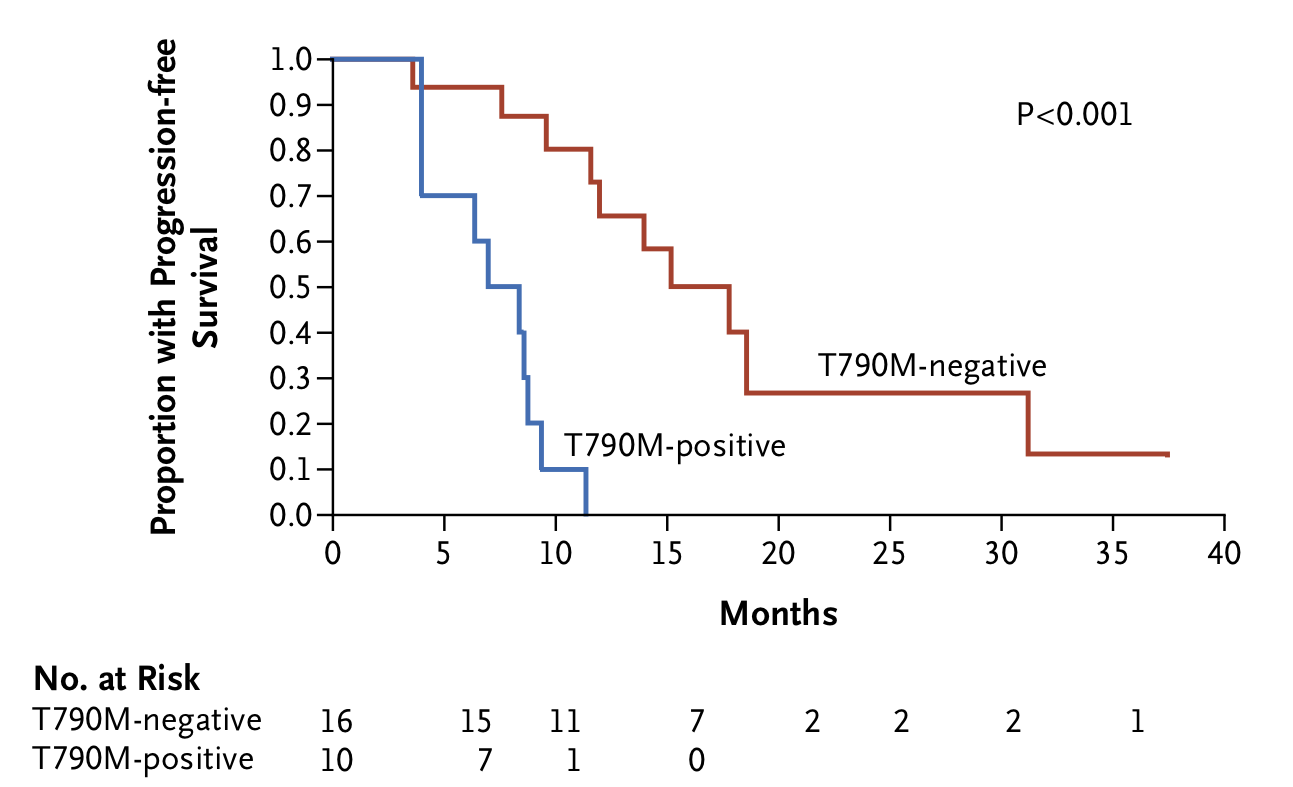 Proportion with Progression-free
Survival
1.0
0.9
0.8
0.7
0.6
0.5
0.4
0.3
0.2
0.1
0.0
P<0.001
T790M-negative
T790M-positive
0 5 10 15 20 25 30 35 40
Months
No. at Risk
T790M-negative 16 15 11 7 2 2 2 1
T790M-positive 10 7 1 0